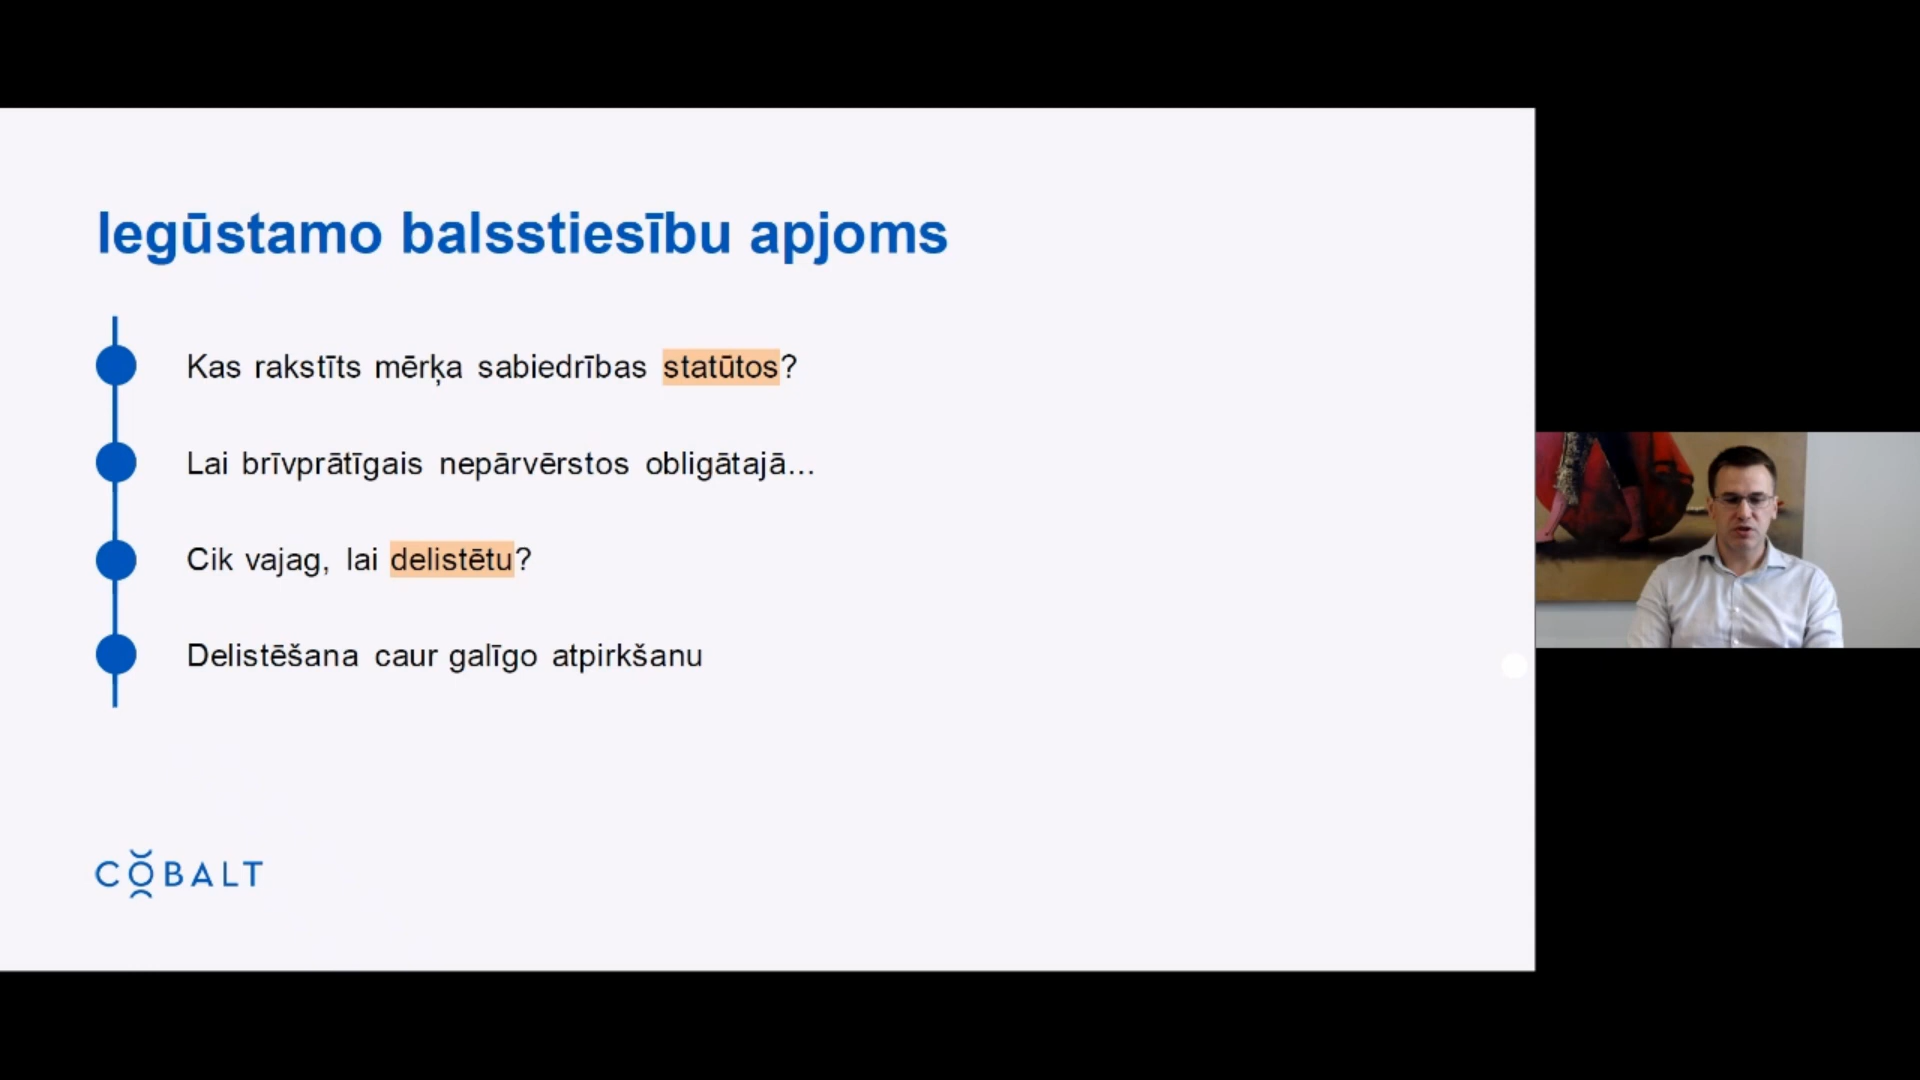 Iegūstamo balsstiesību apjoms
Kas rakstīts mērķa sabiedrības statūtos?
Lai brīvprātīgais nepārvērstos obligātajā...
Cik vajag, lai delistētu?
Delistēšana caur galīgo atpirkšanu
COBALT